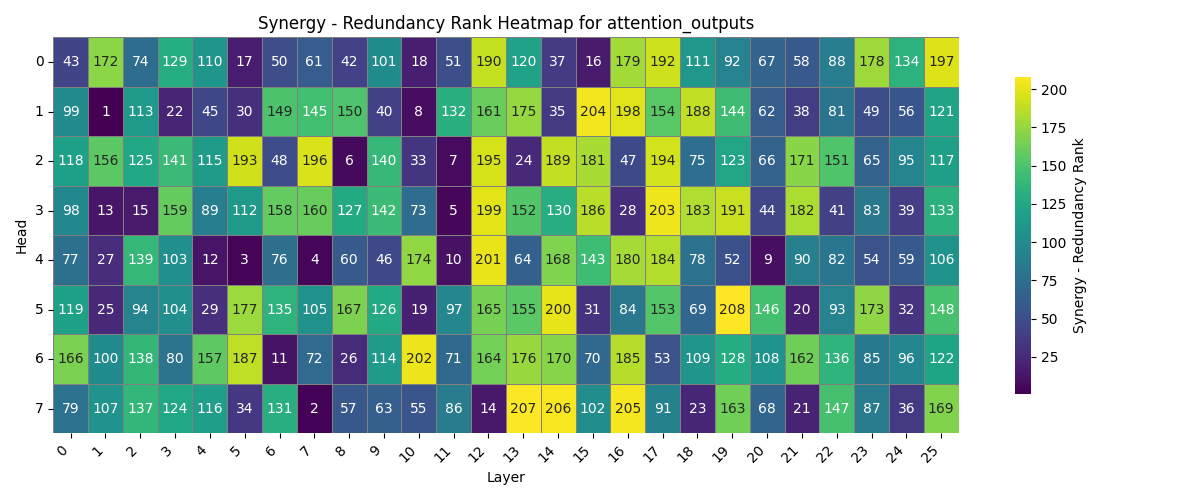 Synergy - Redundancy Rank Heatmap for attention_outputs
0 43 172 74 129 110 17 50 61 42 101 18 51 190 120 37 16 179 192 111 92 67 58 88 178 134 197
1 99 1 113 22 45 30 149 145 150 40 8 132 161 175 35 204 198 154 188 144 62 38 81 49 56 121
2 118 156 125 141 115 193 48 196 6 140 33 7 195 24 189 181 47 194 75 123 66 171 151 65 95 117
3 98 13 15 159 89 112 158 160 127 142 73 5 199 152 130 186 28 203 183 191 44 182 41 83 39 133
4 77 27 139 103 12 3 76 4 60 46 174 10 201 64 168 143 180 184 78 52 9 90 82 54 59 106
5 119 25 94 104 29 177 135 105 167 126 19 97 165 155 200 31 84 153 69 208 146 20 93 173 32 148
6 166 100 138 80 157 187 11 72 26 114 202 71 164 176 170 70 185 53 109 128 108 162 136 85 96 122
7 79 107 137 124 116 34 131 2 57 63 55 86 14 207 206 102 205 91 23 163 68 21 147 87 36 169
0 1 2 3 4 5 6 7 8 9 10 11 12 13 14 15 16 17 18 19 20 21 22 23 24 25
Layer
Head
200
175
150
125
100
75
50
25
Synergy - Redundancy Rank